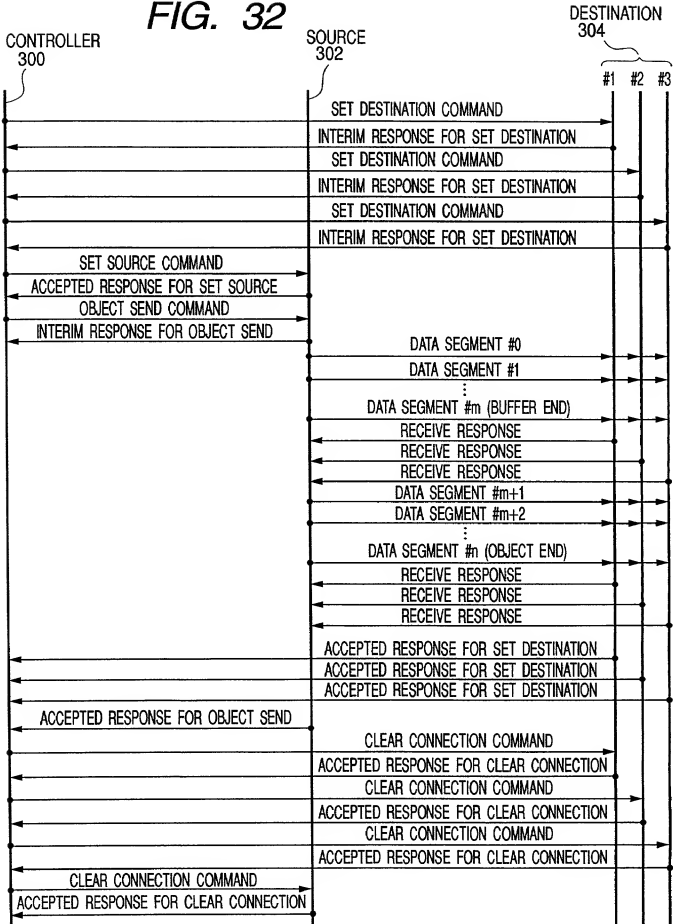 FIG. 32
CONTROLLER
300
SOURCE
302
DESTINATION
304
#1 #2 #3
SET DESTINATION COMMAND
INTERIM RESPONSE FOR SET DESTINATION
SET DESTINATION COMMAND
INTERIM RESPONSE FOR SET DESTINATION
SET DESTINATION COMMAND
INTERIM RESPONSE FOR SET DESTINATION
SET SOURCE COMMAND
ACCEPTED RESPONSE FOR SET SOURCE
OBJECT SEND COMMAND
INTERIM RESPONSE FOR OBJECT SEND
DATA SEGMENT #0
DATA SEGMENT #1
DATA SEGMENT #m (BUFFER END)
RECEIVE RESPONSE
RECEIVE RESPONSE
RECEIVE RESPONSE
DATA SEGMENT #m+1
DATA SEGMENT #m+2
DATA SEGMENT #n (OBJECT END)
RECEIVE RESPONSE
RECEIVE RESPONSE
RECEIVE RESPONSE
ACCEPTED RESPONSE FOR SET DESTINATION
ACCEPTED RESPONSE FOR SET DESTINATION
ACCEPTED RESPONSE FOR SET DESTINATION
ACCEPTED RESPONSE FOR OBJECT SEND
CLEAR CONNECTION COMMAND
ACCEPTED RESPONSE FOR CLEAR CONNECTION
CLEAR CONNECTION COMMAND
ACCEPTED RESPONSE FOR CLEAR CONNECTION
CLEAR CONNECTION COMMAND
ACCEPTED RESPONSE FOR CLEAR CONNECTION
CLEAR CONNECTION COMMAND
ACCEPTED RESPONSE FOR CLEAR CONNECTION